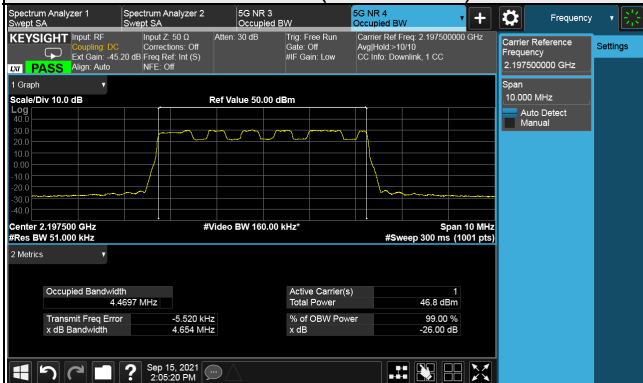 Spectrum Analyzer 1
Swept SA
Spectrum Analyzer 2
Swept SA
5G NR 3
Occupied BW
5G NR 4
Occupied BW
Frequency
KEYSIGHT
Input: RF
Coupling: DC
Ext Gain: -45.20 dB
Align: Auto
Input Z: 50 Ω
Corrections: Off
Freq Ref: Int (S)
NFE: Off
Atten: 30 dB
Trig: Free Run
Gate: Off
#IF Gain: Low
Carrier Ref Freq: 2.197500000 GHz
Avg|Hold:>10/10
CC Info: Downlink, 1 CC
LXI
PASS
Carrier Reference
Frequency
2.197500000 GHz
Settings
Span
10.000 MHz
Auto Detect
Manual
1 Graph
Scale/Div 10.0 dB
Ref Value 50.00 dBm
Log
40.0
30.0
20.0
10.0
0.00
-10.0
-20.0
-30.0
-40.0
Center 2.197500 GHz
#Res BW 51.000 kHz
#Video BW 160.00 kHz*
Span 10 MHz
#Sweep 300 ms (1001 pts)
2 Metrics
Occupied Bandwidth
4.4697 MHz
Active Carrier(s) 1
Total Power 46.8 dBm
Transmit Freq Error -5.520 kHz
x dB Bandwidth 4.654 MHz
% of OBW Power 99.00 %
x dB -26.00 dB
Sep 15, 2021
2:05:20 PM